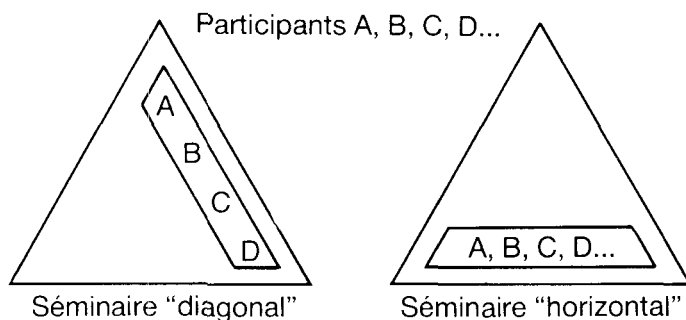 Participants A, B, C, D...
A
B
C
D
A, B, C, D...
Séminaire "diagonal"
Séminaire "horizontal"